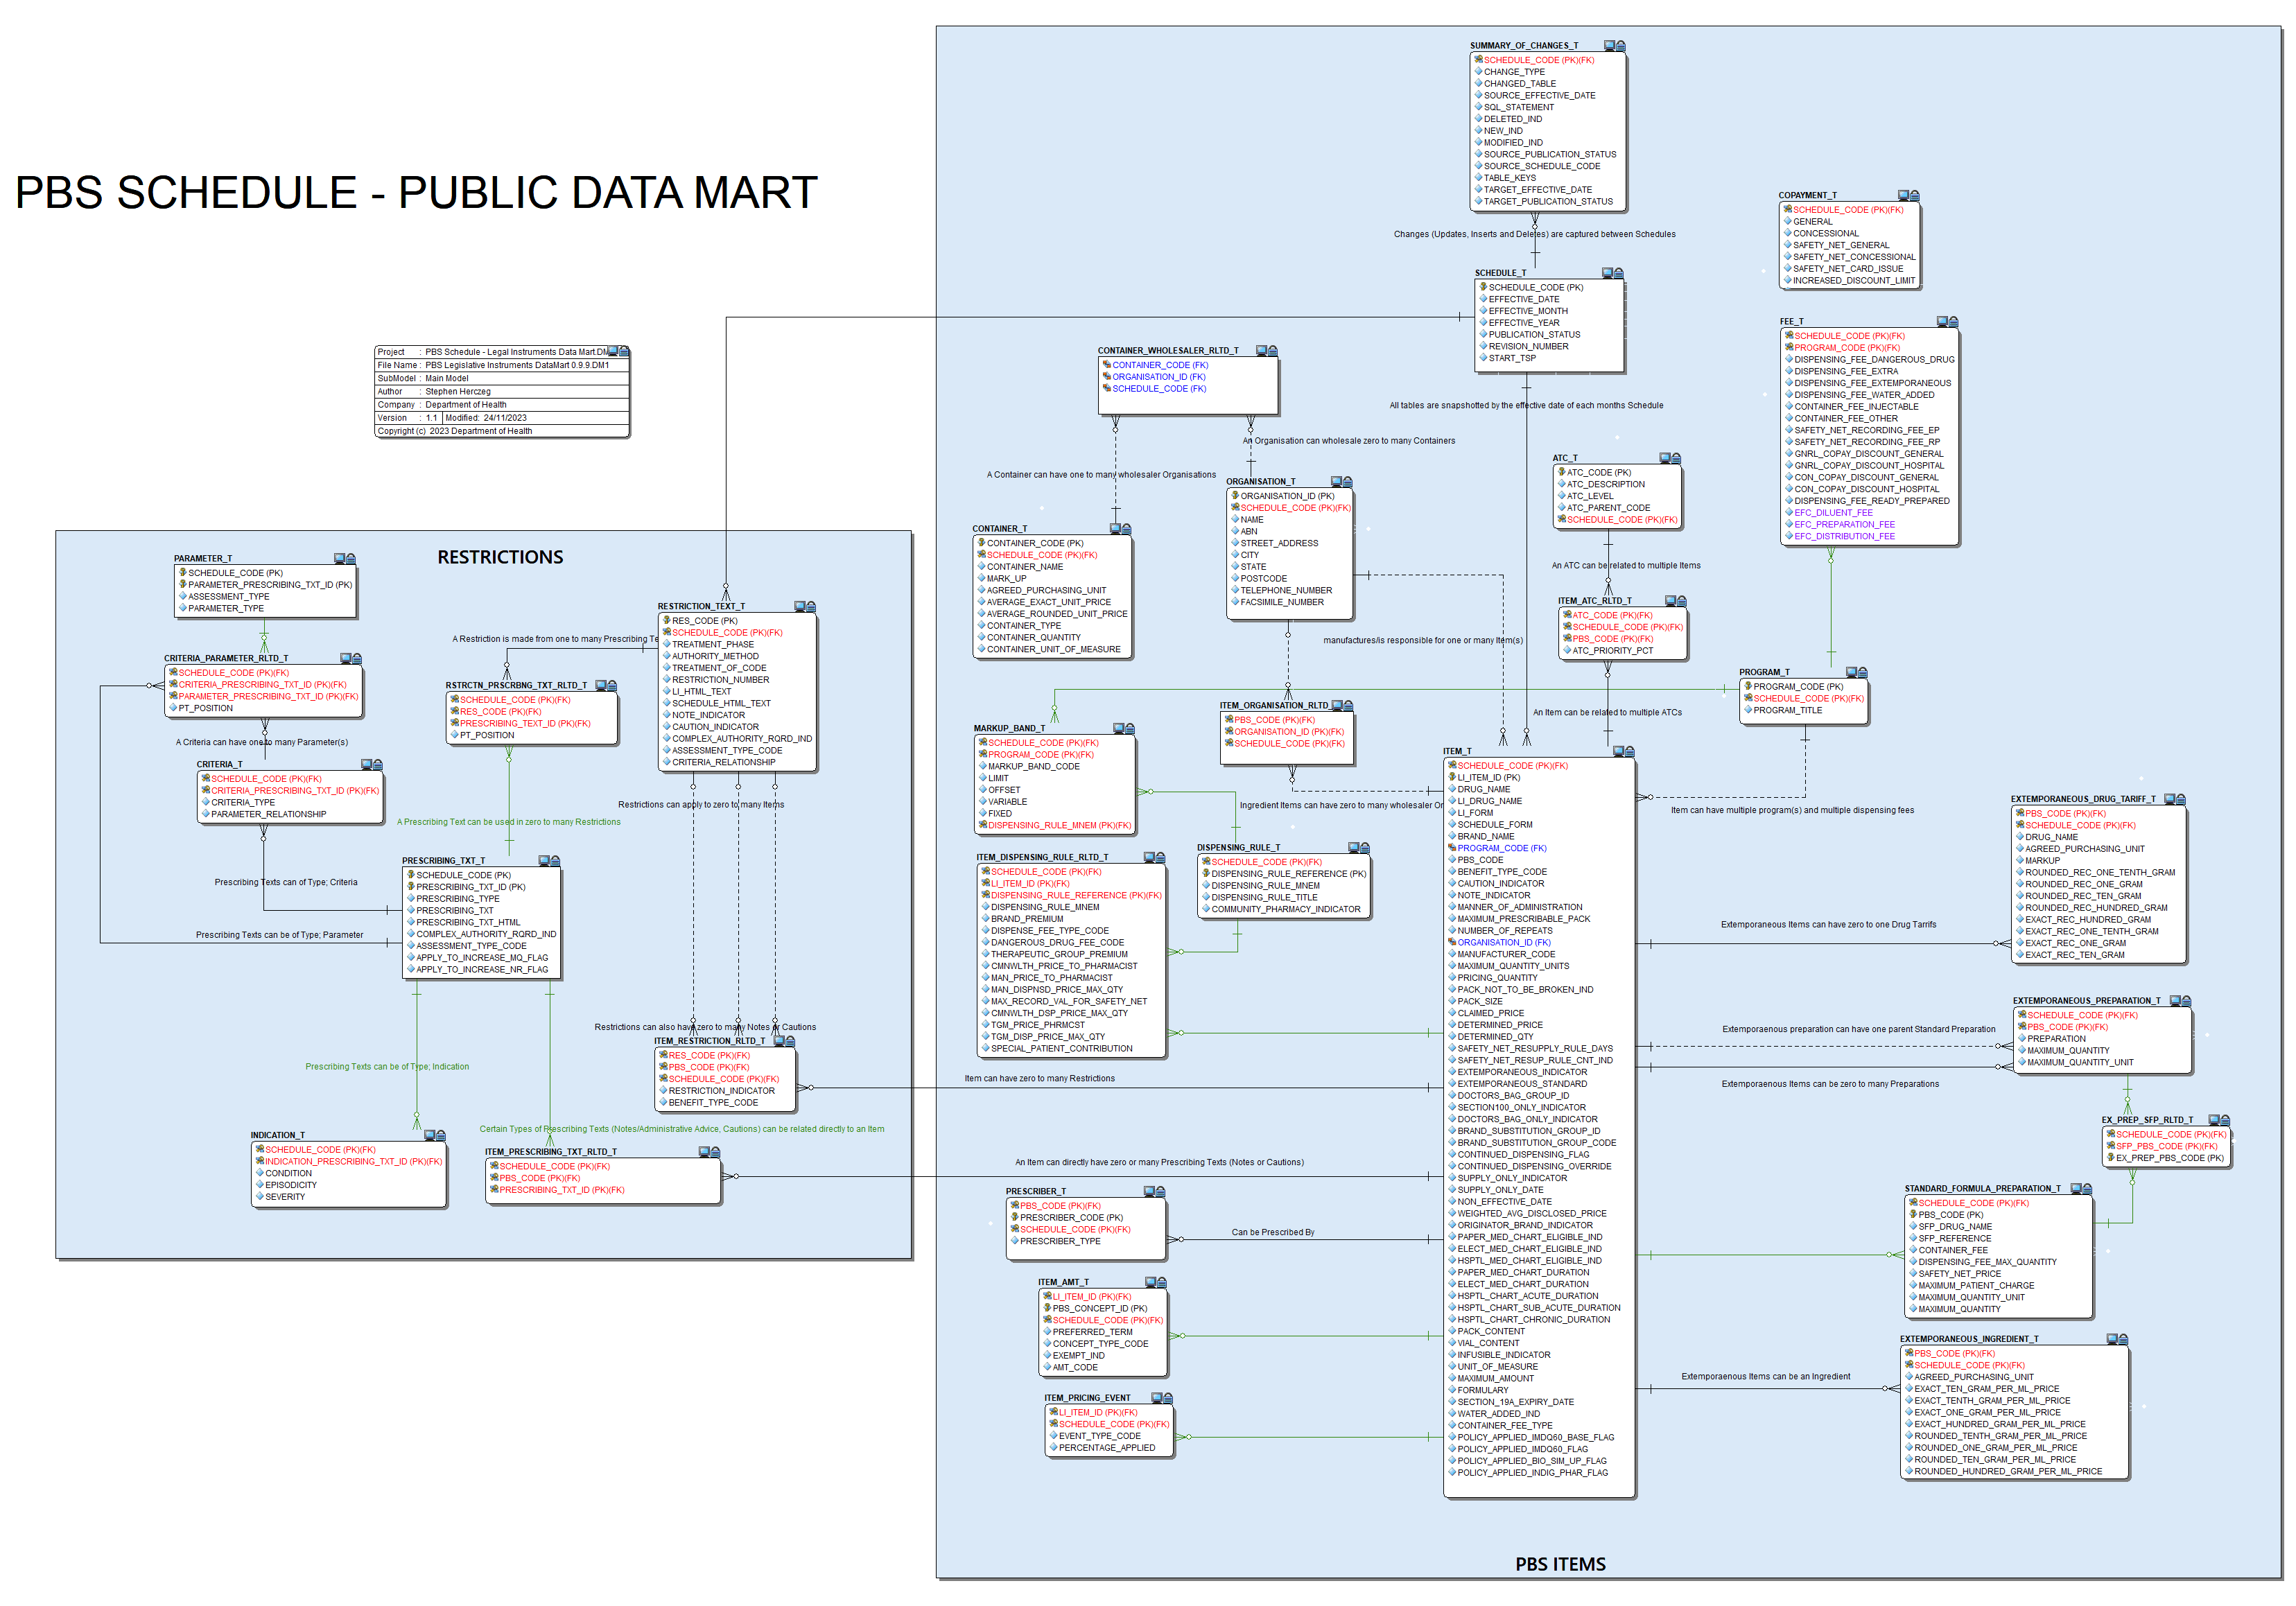 PBS SCHEDULE - PUBLIC DATA MART
Project : PBS Schedule - Legal Instruments Data Mart.DM
File Name : PBS Legislative Instruments DataMart 0.9.9.DM1
SubModel : Main Model
Author : Stephen Herczeg
Company : Department of Health
Version : 1.1 Modified: 24/11/2023
Copyright (c) 2023 Department of Health
RESTRICTIONS
PARAMETER_T
SCHEDULE_CODE (PK)
PARAMETER_PRESCRIBING_TXT_ID (PK)
ASSESSMENT_TYPE
PARAMETER_TYPE
CRITERIA_PARAMETER_RLTD_T
SCHEDULE_CODE (PK)(FK)
CRITERIA_PRESCRIBING_TXT_ID (PK)(FK)
PARAMETER_PRESCRIBING_TXT_ID (PK)(FK)
PT_POSITION
A Criteria can have one to many Parameter(s)
CRITERIA_T
SCHEDULE_CODE (PK)(FK)
CRITERIA_PRESCRIBING_TXT_ID (PK)(FK)
CRITERIA_TYPE
PARAMETER_RELATIONSHIP
Prescribing Texts can of Type; Criteria
Prescribing Texts can be of Type; Parameter
A Restriction is made from one to many Prescribing Te
RSTRCTN_PRSCRBNG_TXT_RLTD_T
SCHEDULE_CODE (PK)(FK)
RES_CODE (PK)(FK)
PRESCRIBING_TEXT_ID (PK)(FK)
PT_POSITION
A Prescribing Text can be used in zero to many Restrictions
PRESCRIBING_TXT_T
SCHEDULE_CODE (PK)
PRESCRIBING_TXT_ID (PK)
PRESCRIBING_TYPE
PRESCRIBING_TXT
PRESCRIBING_TXT_HTML
COMPLEX_AUTHORITY_RQRD_IND
ASSESSMENT_TYPE_CODE
APPLY_TO_INCREASE_MQ_FLAG
APPLY_TO_INCREASE_NR_FLAG
RESTRICTION_TEXT_T
RES_CODE (PK)
SCHEDULE_CODE (PK)(FK)
TREATMENT_PHASE
AUTHORITY_METHOD
TREATMENT_OF_CODE
RESTRICTION_NUMBER
LI_HTML_TEXT
SCHEDULE_HTML_TEXT
NOTE_INDICATOR
CAUTION_INDICATOR
COMPLEX_AUTHORITY_RQRD_IND
ASSESSMENT_TYPE_CODE
CRITERIA_RELATIONSHIP
Restrictions can apply to zero to many Items
Restrictions can also have zero to many Notes or Cautions
ITEM_RESTRICTION_RLTD_T
RES_CODE (PK)(FK)
PBS_CODE (PK)(FK)
SCHEDULE_CODE (PK)(FK)
RESTRICTION_INDICATOR
BENEFIT_TYPE_CODE
Prescribing Texts can be of Type; Indication
INDICATION_T
SCHEDULE_CODE (PK)(FK)
INDICATION_PRESCRIBING_TXT_ID (PK)(FK)
CONDITION
EPISODICITY
SEVERITY
Certain Types of Prescribing Texts (Notes/Administrative Advice, Cautions) can be related directly to an Item
ITEM_PRESCRIBING_TXT_RLTD_T
SCHEDULE_CODE (PK)(FK)
PBS_CODE (PK)(FK)
PRESCRIBING_TXT_ID (PK)(FK)
SUMMARY_OF_CHANGES_T
SCHEDULE_CODE (PK)(FK)
CHANGE_TYPE
CHANGED_TABLE
SOURCE_EFFECTIVE_DATE
SQL_STATEMENT
DELETED_IND
NEW_IND
MODIFIED_IND
SOURCE_PUBLICATION_STATUS
SOURCE_SCHEDULE_CODE
TABLE_KEYS
TARGET_EFFECTIVE_DATE
TARGET_PUBLICATION_STATUS
Changes (Updates, Inserts and Deletes) are captured between Schedules
SCHEDULE_T
SCHEDULE_CODE (PK)
EFFECTIVE_DATE
EFFECTIVE_MONTH
EFFECTIVE_YEAR
PUBLICATION_STATUS
REVISION_NUMBER
START_TSP
All tables are snapshotted by the effective date of each months Schedule
COPAYMENT_T
SCHEDULE_CODE (PK)(FK)
GENERAL
CONCESSIONAL
SAFETY_NET_GENERAL
SAFETY_NET_CONCESSIONAL
SAFETY_NET_CARD_ISSUE
INCREASED_DISCOUNT_LIMIT
FEE_T
SCHEDULE_CODE (PK)(FK)
PROGRAM_CODE (PK)(FK)
DISPENSING_FEE_DANGEROUS_DRUG
DISPENSING_FEE_EXTRA
DISPENSING_FEE_EXTEMPORANEOUS
DISPENSING_FEE_WATER_ADDED
CONTAINER_FEE_INJECTABLE
CONTAINER_FEE_OTHER
SAFETY_NET_RECORDING_FEE_EP
SAFETY_NET_RECORDING_FEE_RP
GNRL_COPAY_DISCOUNT_GENERAL
GNRL_COPAY_DISCOUNT_HOSPITAL
CON_COPAY_DISCOUNT_GENERAL
CON_COPAY_DISCOUNT_HOSPITAL
DISPENSING_FEE_READY_PREPARED
EFC_DILUENT_FEE
EFC_PREPARATION_FEE
EFC_DISTRIBUTION_FEE
CONTAINER_WHOLESALER_RLTD_T
CONTAINER_CODE (FK)
ORGANISATION_ID (FK)
SCHEDULE_CODE (FK)
An Organisation can wholesale zero to many Containers
A Container can have one to many wholesaler Organisations
CONTAINER_T
CONTAINER_CODE (PK)
SCHEDULE_CODE (PK)(FK)
CONTAINER_NAME
MARK_UP
AGREED_PURCHASING_UNIT
AVERAGE_EXACT_UNIT_PRICE
AVERAGE_ROUNDED_UNIT_PRICE
CONTAINER_TYPE
CONTAINER_QUANTITY
CONTAINER_UNIT_OF_MEASURE
ORGANISATION_T
ORGANISATION_ID (PK)
SCHEDULE_CODE (PK)(FK)
NAME
ABN
STREET_ADDRESS
CITY
STATE
POSTCODE
TELEPHONE_NUMBER
FACSIMILE_NUMBER
manufactures/is responsible for one or many Item(s)
ATC_T
ATC_CODE (PK)
ATC_DESCRIPTION
ATC_LEVEL
ATC_PARENT_CODE
SCHEDULE_CODE (PK)(FK)
An ATC can be related to multiple Items
ITEM_ATC_RLTD_T
ATC_CODE (PK)(FK)
SCHEDULE_CODE (PK)(FK)
PBS_CODE (PK)(FK)
ATC_PRIORITY_PCT
An Item can be related to multiple ATCs
PROGRAM_T
PROGRAM_CODE (PK)
SCHEDULE_CODE (PK)(FK)
PROGRAM_TITLE
Item can have multiple program(s) and multiple dispensing fees
ITEM_ORGANISATION_RLTD_
PBS_CODE (PK)(FK)
ORGANISATION_ID (PK)(FK)
SCHEDULE_CODE (PK)(FK)
Ingredient Items can have zero to many wholesaler Or
MARKUP_BAND_T
SCHEDULE_CODE (PK)(FK)
PROGRAM_CODE (PK)(FK)
MARKUP_BAND_CODE
LIMIT
OFFSET
VARIABLE
FIXED
DISPENSING_RULE_MNEM (PK)(FK)
DISPENSING_RULE_T
SCHEDULE_CODE (PK)(FK)
DISPENSING_RULE_REFERENCE (PK)
DISPENSING_RULE_MNEM
DISPENSING_RULE_TITLE
COMMUNITY_PHARMACY_INDICATOR
ITEM_DISPENSING_RULE_RLTD_T
SCHEDULE_CODE (PK)(FK)
LI_ITEM_ID (PK)(FK)
DISPENSING_RULE_REFERENCE (PK)(FK)
DISPENSING_RULE_MNEM
BRAND_PREMIUM
DISPENSE_FEE_TYPE_CODE
DANGEROUS_DRUG_FEE_CODE
THERAPEUTIC_GROUP_PREMIUM
CMNWLTH_PRICE_TO_PHARMACIST
MAN_PRICE_TO_PHARMACIST
MAN_DISPNSD_PRICE_MAX_QTY
MAX_RECORD_VAL_FOR_SAFETY_NET
CMNWLTH_DSP_PRICE_MAX_QTY
TGM_PRICE_PHRMCST
TGM_DISP_PRICE_MAX_QTY
SPECIAL_PATIENT_CONTRIBUTION
Item can have zero to many Restrictions
An Item can directly have zero or many Prescribing Texts (Notes or Cautions)
PRESCRIBER_T
PBS_CODE (PK)(FK)
PRESCRIBER_CODE (PK)
SCHEDULE_CODE (PK)(FK)
PRESCRIBER_TYPE
Can be Prescribed By
ITEM_AMT_T
LI_ITEM_ID (PK)(FK)
PBS_CONCEPT_ID (PK)
SCHEDULE_CODE (PK)(FK)
PREFERRED_TERM
CONCEPT_TYPE_CODE
EXEMPT_IND
AMT_CODE
ITEM_PRICING_EVENT
LI_ITEM_ID (PK)(FK)
SCHEDULE_CODE (PK)(FK)
EVENT_TYPE_CODE
PERCENTAGE_APPLIED
ITEM_T
SCHEDULE_CODE (PK)(FK)
LI_ITEM_ID (PK)
DRUG_NAME
LI_DRUG_NAME
LI_FORM
SCHEDULE_FORM
BRAND_NAME
PROGRAM_CODE (FK)
PBS_CODE
BENEFIT_TYPE_CODE
CAUTION_INDICATOR
NOTE_INDICATOR
MANNER_OF_ADMINISTRATION
MAXIMUM_PRESCRIBABLE_PACK
NUMBER_OF_REPEATS
ORGANISATION_ID (FK)
MANUFACTURER_CODE
MAXIMUM_QUANTITY_UNITS
PRICING_QUANTITY
PACK_NOT_TO_BE_BROKEN_IND
PACK_SIZE
CLAIMED_PRICE
DETERMINED_PRICE
DETERMINED_QTY
SAFETY_NET_RESUPPLY_RULE_DAYS
SAFETY_NET_RESUP_RULE_CNT_IND
EXTEMPORANEOUS_INDICATOR
EXTEMPORANEOUS_STANDARD
DOCTORS_BAG_GROUP_ID
SECTION100_ONLY_INDICATOR
DOCTORS_BAG_ONLY_INDICATOR
BRAND_SUBSTITUTION_GROUP_ID
BRAND_SUBSTITUTION_GROUP_CODE
CONTINUED_DISPENSING_FLAG
CONTINUED_DISPENSING_OVERRIDE
SUPPLY_ONLY_INDICATOR
SUPPLY_ONLY_DATE
NON_EFFECTIVE_DATE
WEIGHTED_AVG_DISCLOSED_PRICE
ORIGINATOR_BRAND_INDICATOR
PAPER_MED_CHART_ELIGIBLE_IND
ELECT_MED_CHART_ELIGIBLE_IND
HSPTL_MED_CHART_ELIGIBLE_IND
PAPER_MED_CHART_DURATION
ELECT_MED_CHART_DURATION
HSPTL_CHART_ACUTE_DURATION
HSPTL_CHART_SUB_ACUTE_DURATION
HSPTL_CHART_CHRONIC_DURATION
PACK_CONTENT
VIAL_CONTENT
INFUSIBLE_INDICATOR
UNIT_OF_MEASURE
MAXIMUM_AMOUNT
FORMULARY
SECTION_19A_EXPIRY_DATE
WATER_ADDED_IND
CONTAINER_FEE_TYPE
POLICY_APPLIED_IMDQ60_BASE_FLAG
POLICY_APPLIED_IMDQ60_FLAG
POLICY_APPLIED_BIO_SIM_UP_FLAG
POLICY_APPLIED_INDIG_PHAR_FLAG
EXTEMPORANEOUS_DRUG_TARIFF_T
PBS_CODE (PK)(FK)
SCHEDULE_CODE (PK)(FK)
DRUG_NAME
AGREED_PURCHASING_UNIT
MARKUP
ROUNDED_REC_ONE_TENTH_GRAM
ROUNDED_REC_ONE_GRAM
ROUNDED_REC_TEN_GRAM
ROUNDED_REC_HUNDRED_GRAM
EXACT_REC_HUNDRED_GRAM
EXACT_REC_ONE_TENTH_GRAM
EXACT_REC_ONE_GRAM
EXACT_REC_TEN_GRAM
Extemporaneous Items can have zero to one Drug Tarrifs
EXTEMPORANEOUS_PREPARATION_T
SCHEDULE_CODE (PK)(FK)
PBS_CODE (PK)(FK)
PREPARATION
MAXIMUM_QUANTITY
MAXIMUM_QUANTITY_UNIT
Extemporaenous preparation can have one parent Standard Preparation
Extemporaenous Items can be zero to many Preparations
EX_PREP_SFP_RLTD_T
SCHEDULE_CODE (PK)(FK)
SFP_PBS_CODE (PK)(FK)
EX_PREP_PBS_CODE (PK)
STANDARD_FORMULA_PREPARATION_T
SCHEDULE_CODE (PK)(FK)
PBS_CODE (PK)
SFP_DRUG_NAME
SFP_REFERENCE
CONTAINER_FEE
DISPENSING_FEE_MAX_QUANTITY
SAFETY_NET_PRICE
MAXIMUM_PATIENT_CHARGE
MAXIMUM_QUANTITY_UNIT
MAXIMUM_QUANTITY
EXTEMPORANEOUS_INGREDIENT_T
PBS_CODE (PK)(FK)
SCHEDULE_CODE (PK)(FK)
AGREED_PURCHASING_UNIT
EXACT_TEN_GRAM_PER_ML_PRICE
EXACT_TENTH_GRAM_PER_ML_PRICE
EXACT_ONE_GRAM_PER_ML_PRICE
EXACT_HUNDRED_GRAM_PER_ML_PRICE
ROUNDED_TENTH_GRAM_PER_ML_PRICE
ROUNDED_ONE_GRAM_PER_ML_PRICE
ROUNDED_TEN_GRAM_PER_ML_PRICE
ROUNDED_HUNDRED_GRAM_PER_ML_PRICE
Extemporaenous Items can be an Ingredient
PBS ITEMS